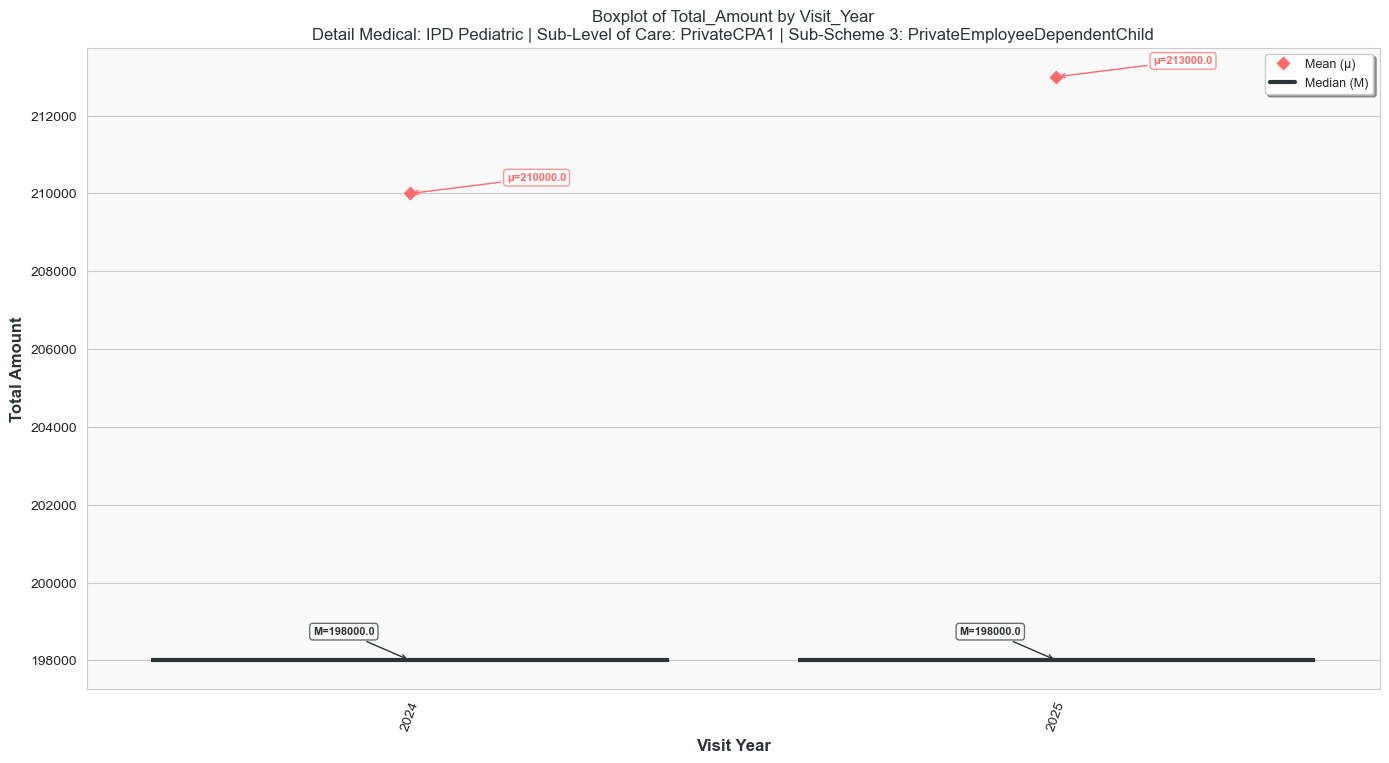 Boxplot of Total_Amount by Visit_Year
Detail Medical: IPD Pediatric | Sub-Level of Care: PrivateCPA1 | Sub-Scheme 3: PrivateEmployeeDependentChild
μ=213000.0
Mean (μ)
Median (M)
212000
μ=210000.0
210000
208000
206000
Total Amount
204000
202000
200000
M=198000.0
M=198000.0
198000
2024
2025
Visit Year